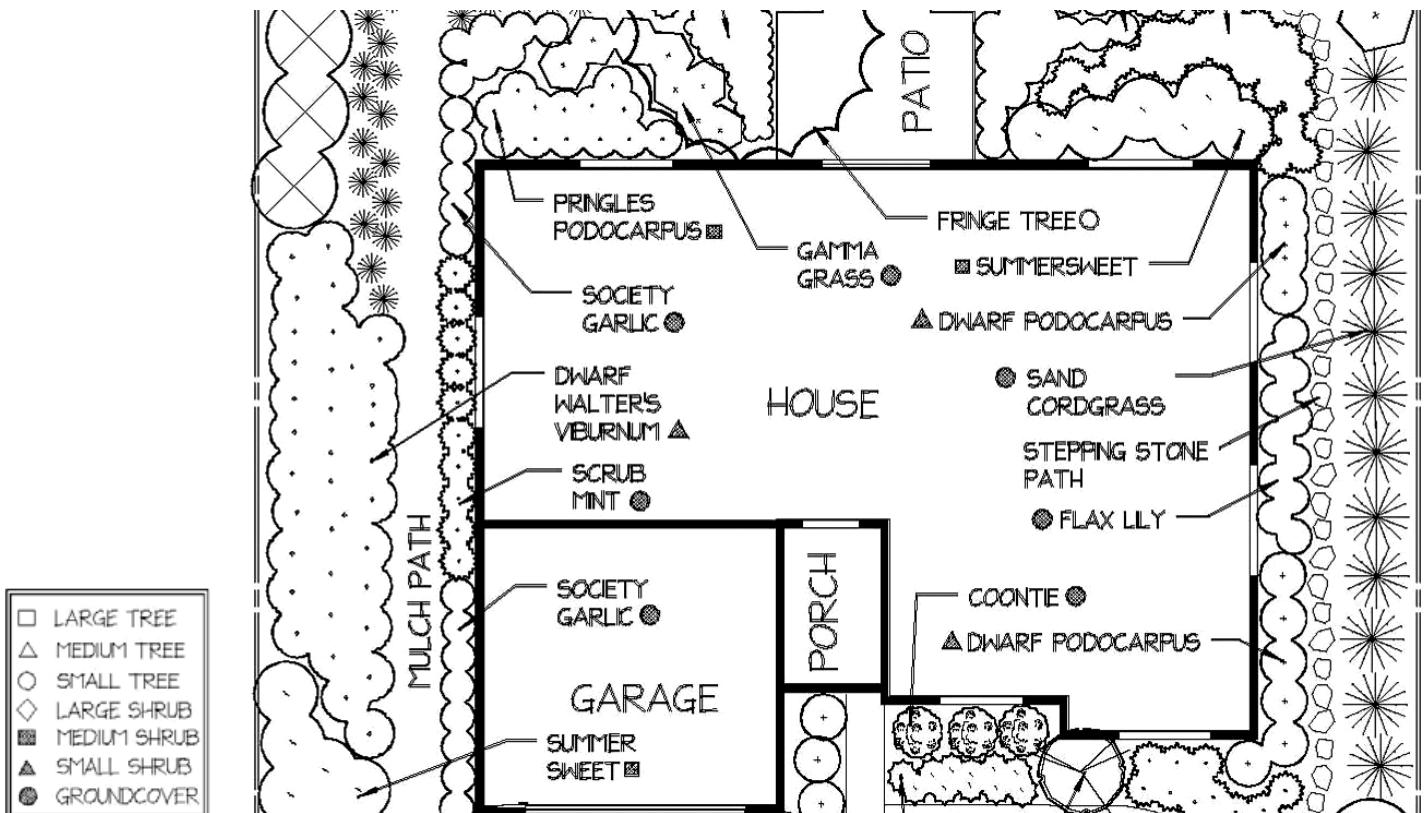 PATIO
PRINGLES
PODOCARPUS
FRINGE TREE
GAMMA
GRASS
SUMMERSWEET
SOCIETY
GARLIC
DWARF PODOCARPUS
DWARF
WALTER'S
VIBURNUM
HOUSE
SAND
CORDGRASS
STEPPING STONE
PATH
SCRUB
MINT
FLAX LILY
MULCH PATH
SOCIETY
GARLIC
PORCH
COONTIE
DWARF PODOCARPUS
GARAGE
SUMMER
SWEET
LARGE TREE
MEDIUM TREE
SMALL TREE
LARGE SHRUB
MEDIUM SHRUB
SMALL SHRUB
GROUNDCOVER